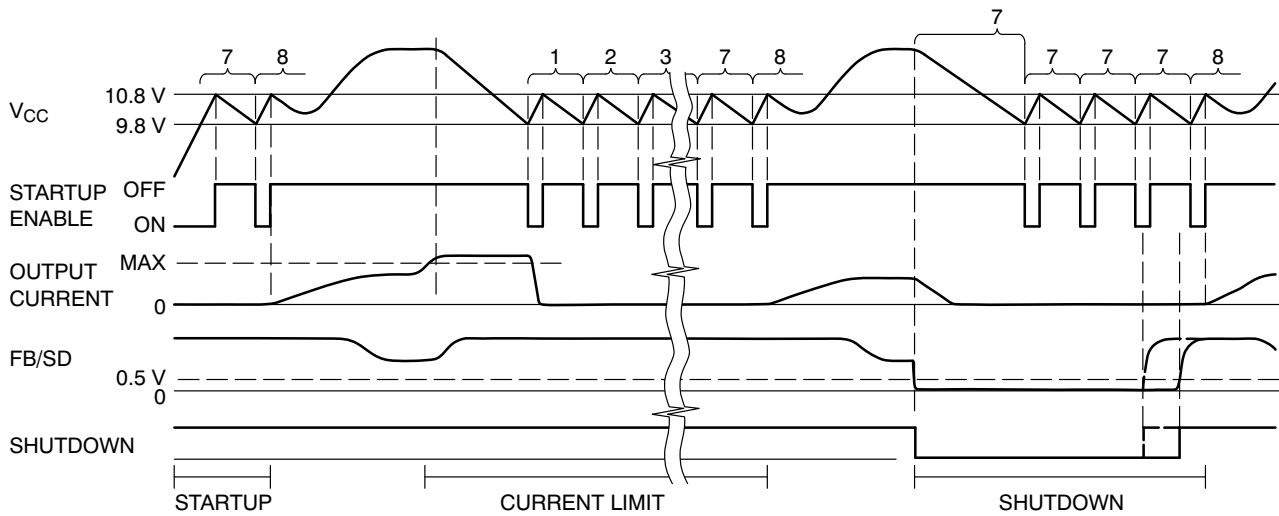 7
7 8 1 2 3 7 8 7 7 7 8
10.8 V
V_CC
9.8 V
STARTUP ENABLE
OFF
ON
MAX
OUTPUT CURRENT
0
FB/SD
0.5 V
0
SHUTDOWN
STARTUP CURRENT LIMIT SHUTDOWN